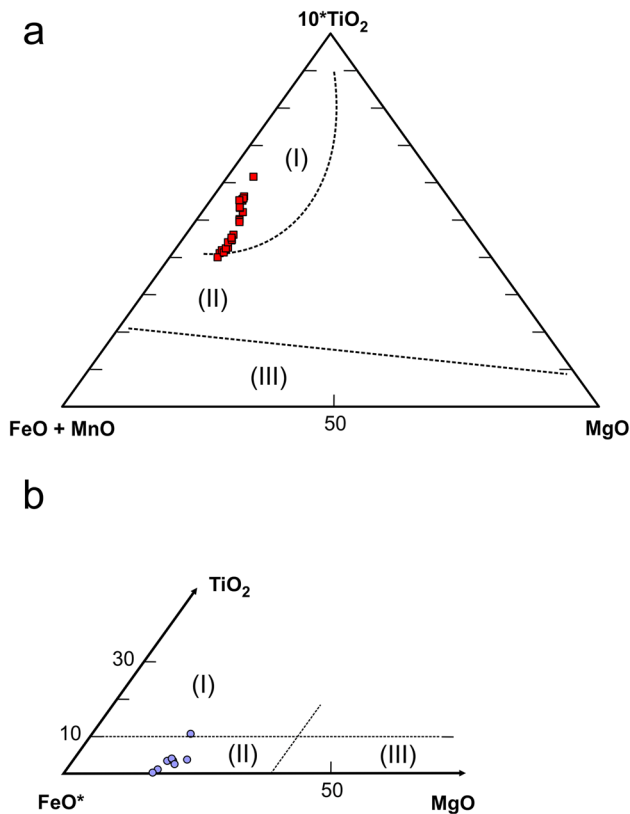 a
10*TiO₂
(I)
(II)
(III)
FeO + MnO
50
MgO
b
TiO₂
30
(I)
10
(II)
(III)
FeO*
50
MgO